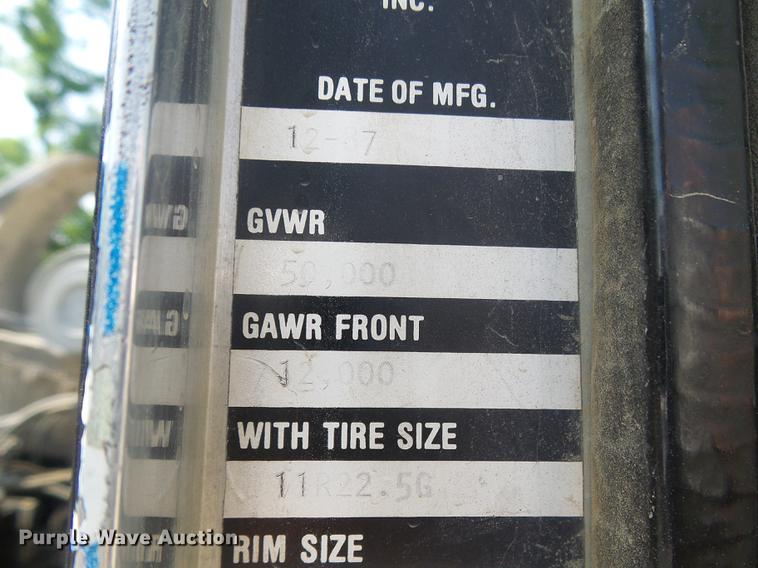 INC.
DATE OF MFG.
GVWR
50,000
GAWR FRONT
12,000
WITH TIRE SIZE
11R22.5G
RIM SIZE
Purple Wave Auction